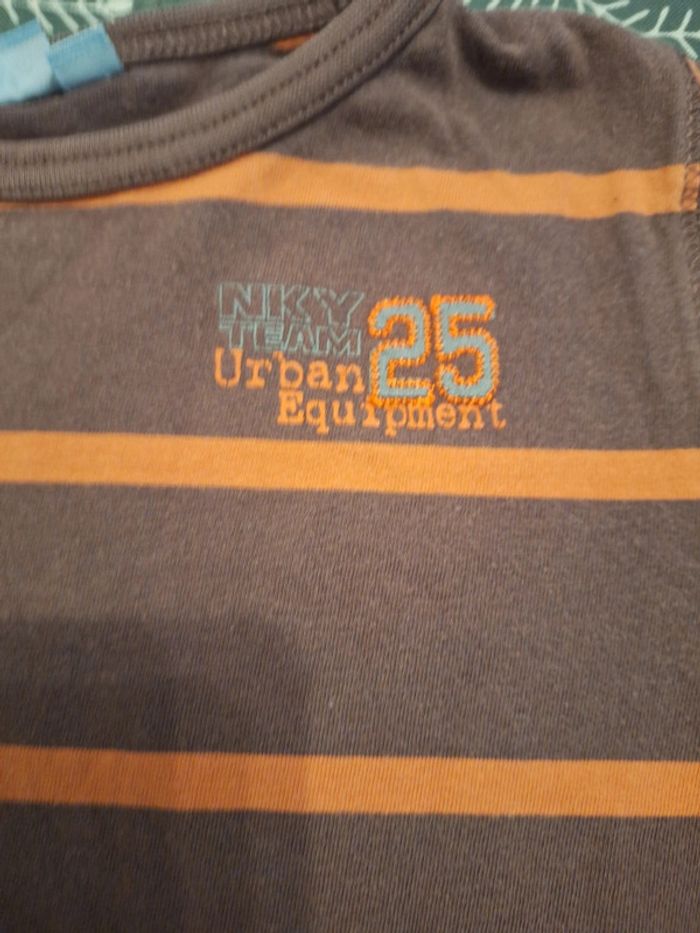 NKY
TEAM 25
Urban
Equipment